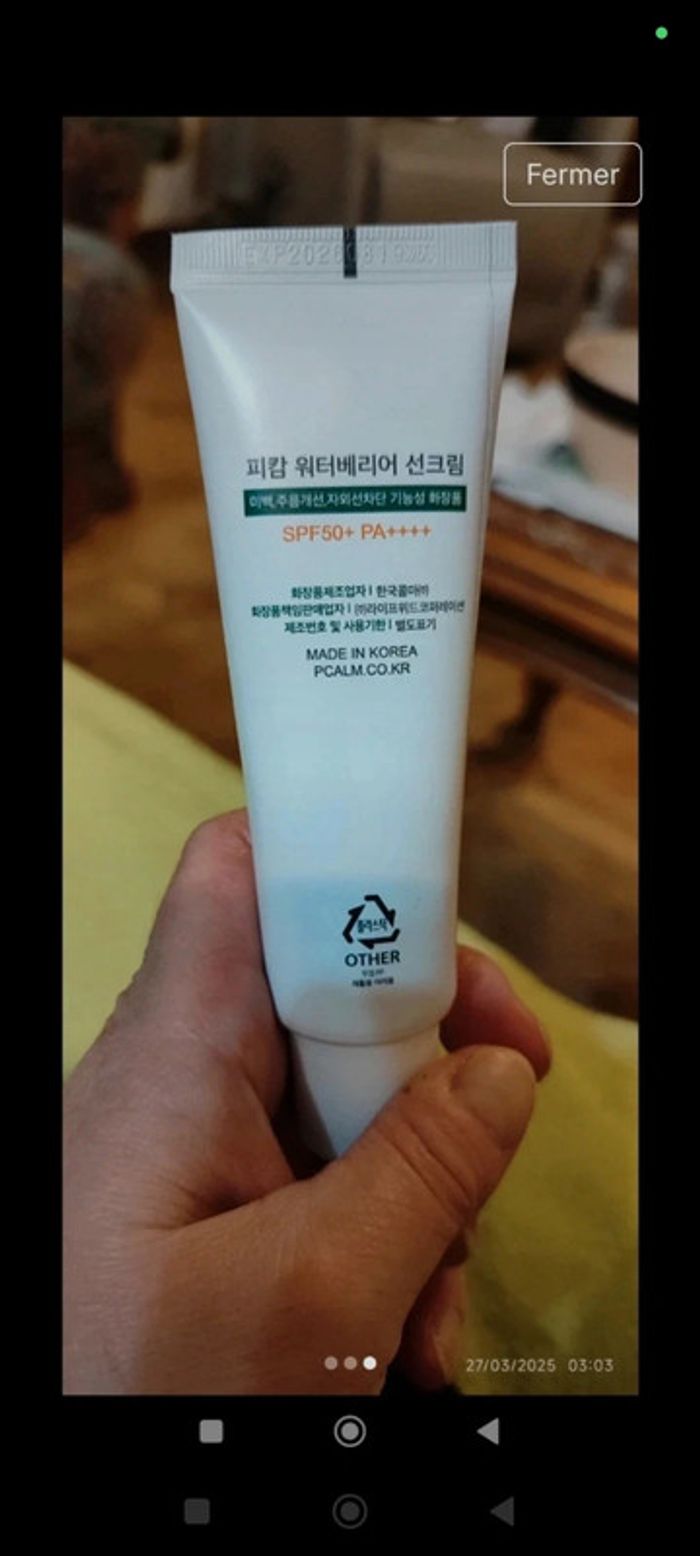 Fermer
피캄 워터베리어 선크림
미백,주름개선,자외선차단 기능성 화장품
SPF50+ PA++++
화장품제조업자 | 한국콜마㈜
화장품책임판매업자 | ㈜라이프위드코퍼레이션
제조번호 및 사용기한 | 별도표기
MADE IN KOREA
PCALM.CO.KR
플라스틱
OTHER
27/03/2025 03:03